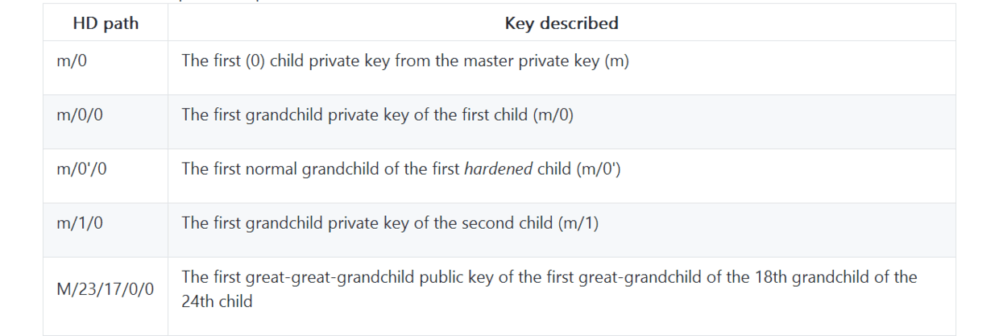 HD path Key described
m/0 The first (0) child private key from the master private key (m)
m/0/0 The first grandchild private key of the first child (m/0)
m/0'/0 The first normal grandchild of the first hardened child (m/0')
m/1/0 The first grandchild private key of the second child (m/1)
M/23/17/0/0 The first great-great-grandchild public key of the first great-grandchild of the 18th grandchild of the
24th child